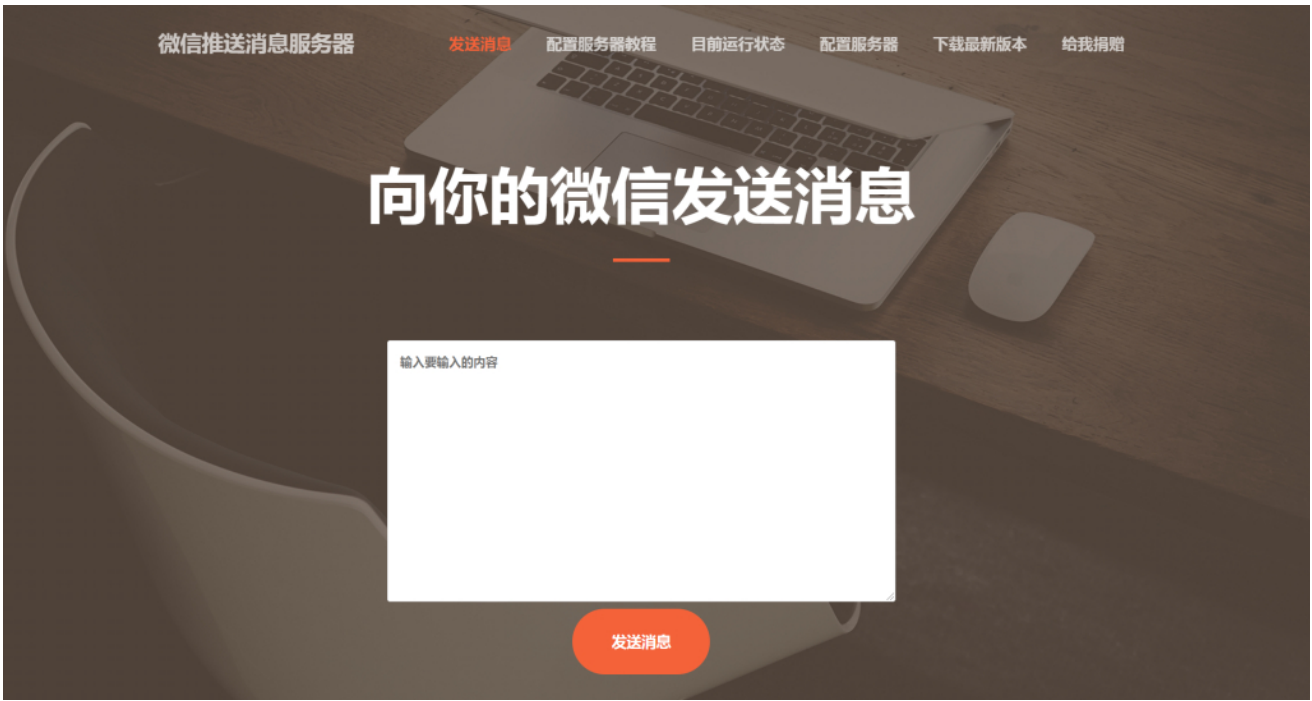 微信推送消息服务器 发送消息 配置服务器教程 目前运行状态 配置服务器 下载最新版本 给我捐赠
向你的微信发送消息
输入要输入的内容
发送消息